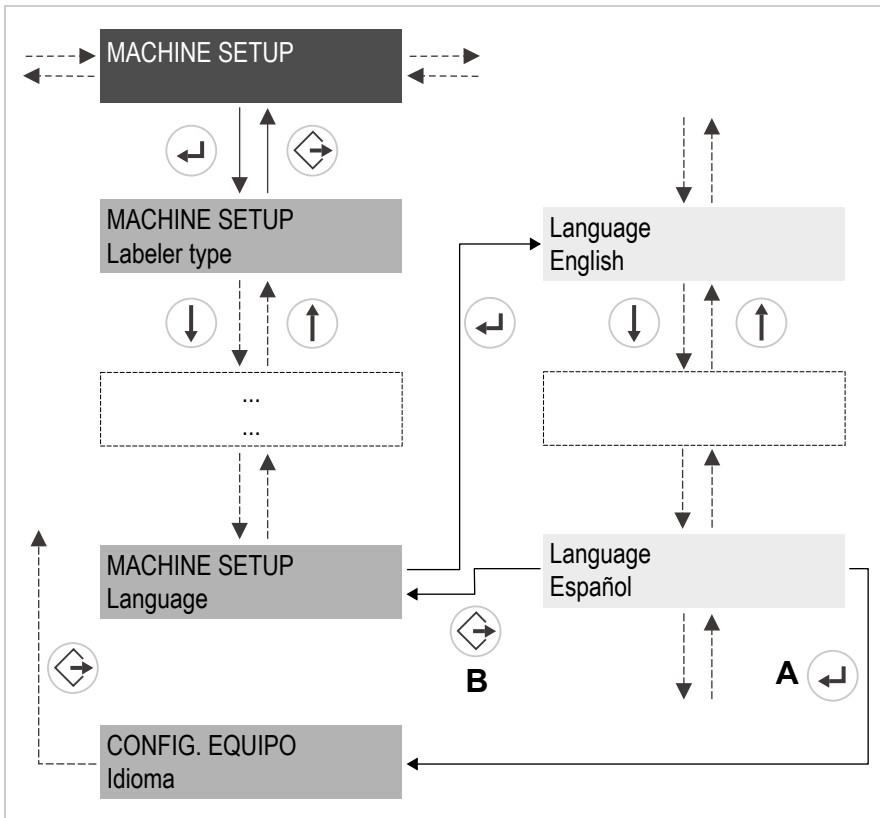 MACHINE SETUP
MACHINE SETUP
Labeler type
Language
English
...
...
MACHINE SETUP
Language
Language
Español
B
A
CONFIG. EQUIPO
Idioma